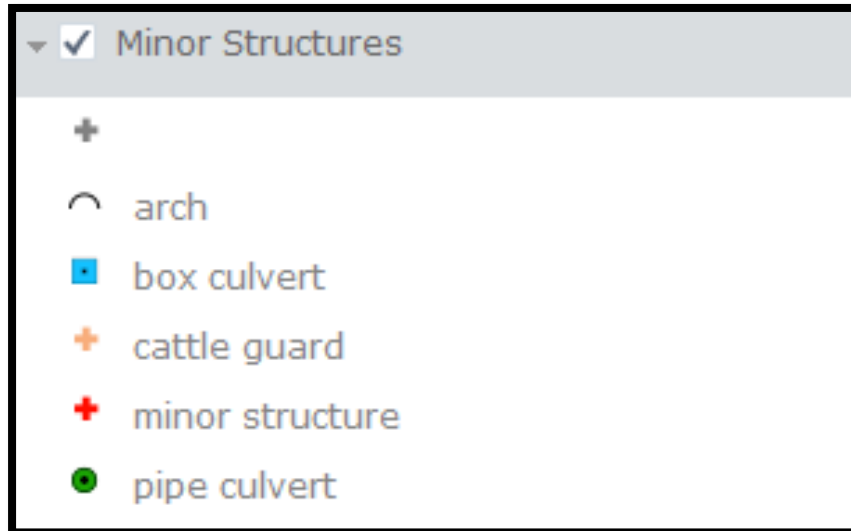 Minor Structures
arch
box culvert
cattle guard
minor structure
pipe culvert